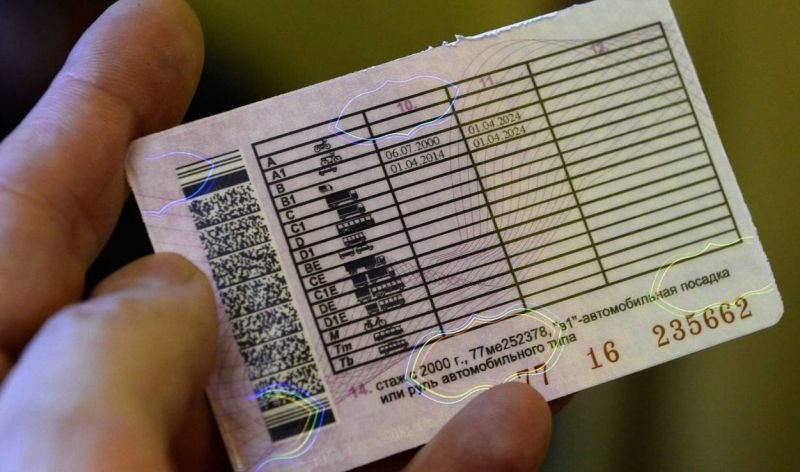 10. 11. 12.
A
A1
B 06.07.2000 01.04.2024
B1 01.04.2014 01.04.2024
C
C1
D
D1
BE
CE
C1E
DE
D1E
M
Tm
Tb
14. стаж с 2000 г., 77ме252378, "в1"-автомобильная посадка
или руль автомобильного типа
77 16 235662